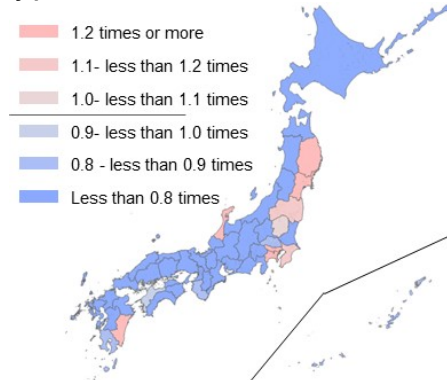 1.2 times or more
1.1- less than 1.2 times
1.0- less than 1.1 times
0.9- less than 1.0 times
0.8 - less than 0.9 times
Less than 0.8 times